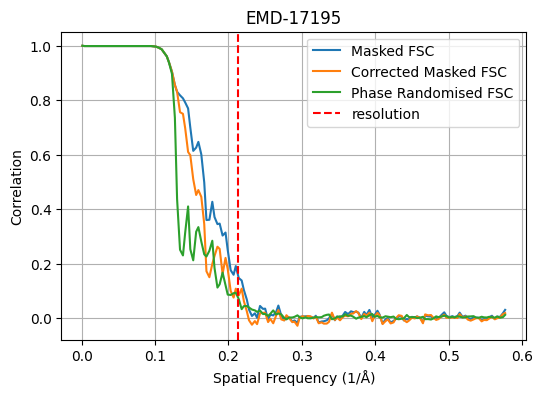 EMD-17195
Masked FSC
Corrected Masked FSC
Phase Randomised FSC
resolution
Correlation
1.0
0.8
0.6
0.4
0.2
0.0
0.0 0.1 0.2 0.3 0.4 0.5 0.6
Spatial Frequency (1/Å)